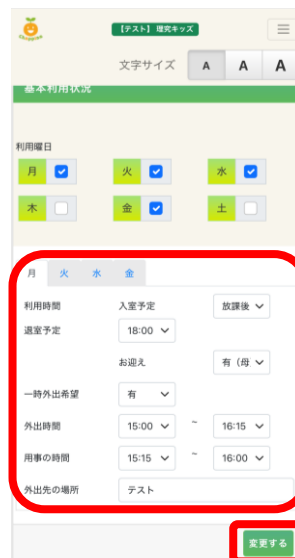 【テスト】 理究キッズ
文字サイズ A A A
基本利用状況
利用曜日
月 火 水
木 金 土
月 火 水 金
利用時間 入室予定 放課後
退室予定 18:00
お迎え 有（母
一時外出希望 有
外出時間 15:00 ~ 16:15
用事の時間 15:15 ~ 16:00
外出先の場所 テスト
変更する